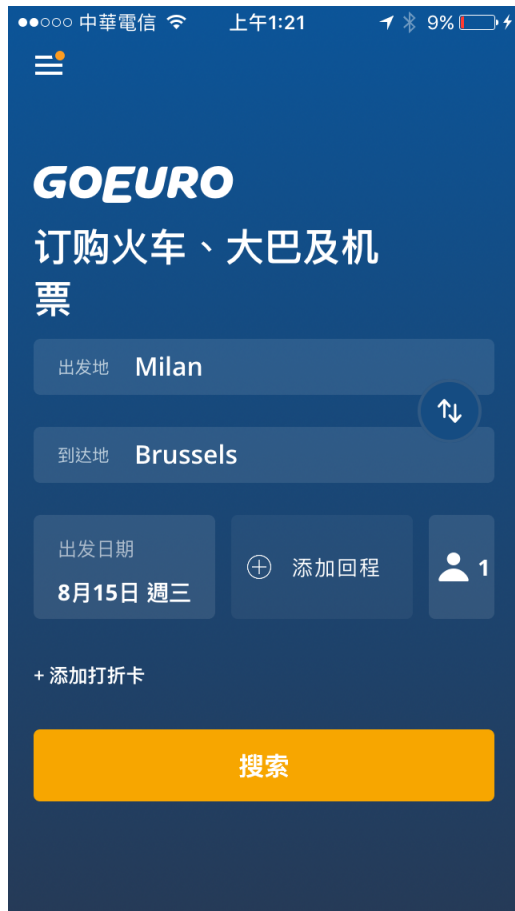 中華電信 上午1:21 9%
GOEURO
订购火车、大巴及机
票
出发地 Milan
到达地 Brussels
出发日期
8月15日 週三
添加回程
1
+ 添加打折卡
搜索